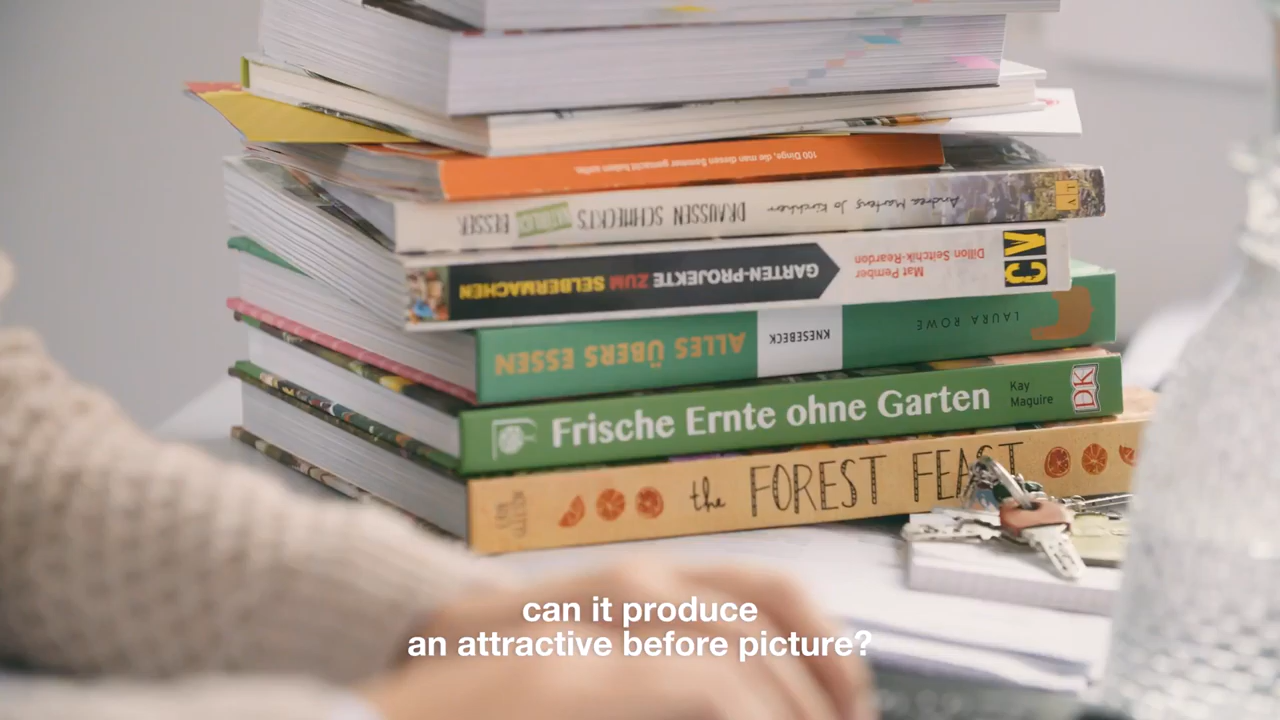 100 Dinge, die man diesen Sommer gemacht haben sollte.
Andrea Martens Jo Kirchherr
DRAUSSEN SCHMECKT'S NATÜRLICH BESSER
CV
Mat Pember
Dillon Seitchik-Reardon
GARTEN-PROJEKTE ZUM SELBERMACHEN
LAURA ROWE
KNESEBECK
ALLES ÜBERS ESSEN
Frische Ernte ohne Garten
Kay
Maguire
DK
the FOREST FEAST
can it produce
an attractive before picture?